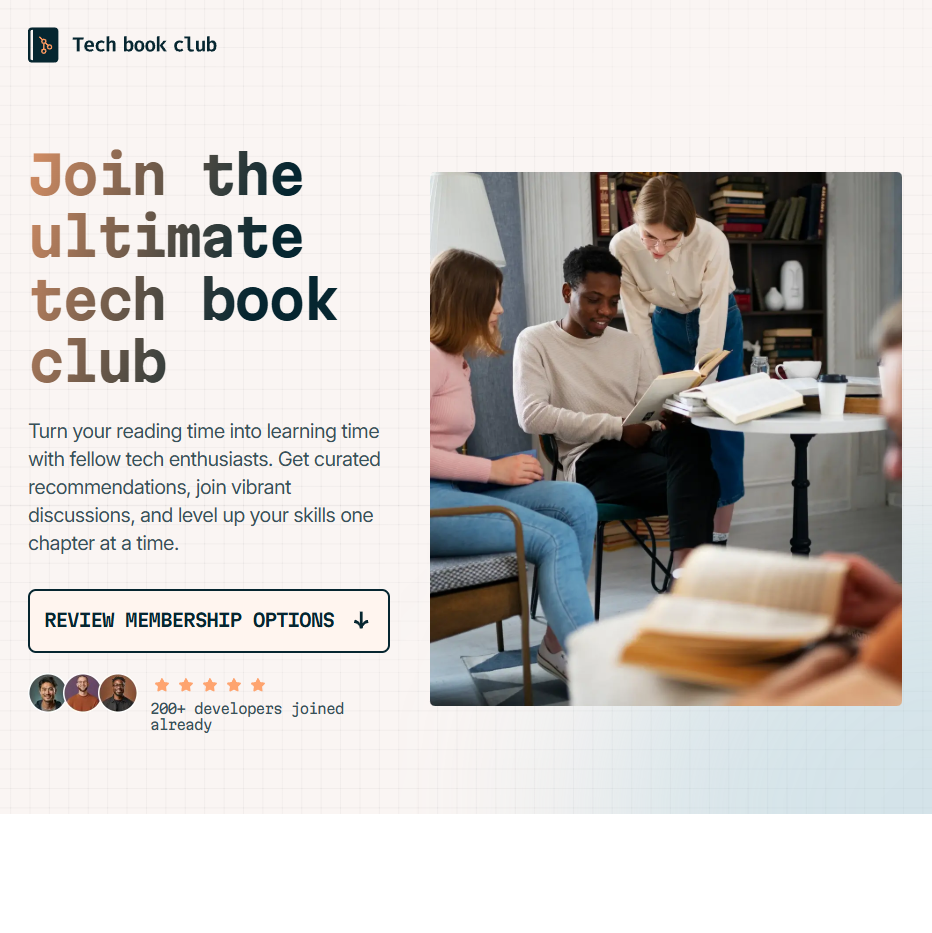 Tech book club
Join the
ultimate
tech book
club
Turn your reading time into learning time
with fellow tech enthusiasts. Get curated
recommendations, join vibrant
discussions, and level up your skills one
chapter at a time.
REVIEW MEMBERSHIP OPTIONS
200+ developers joined
already